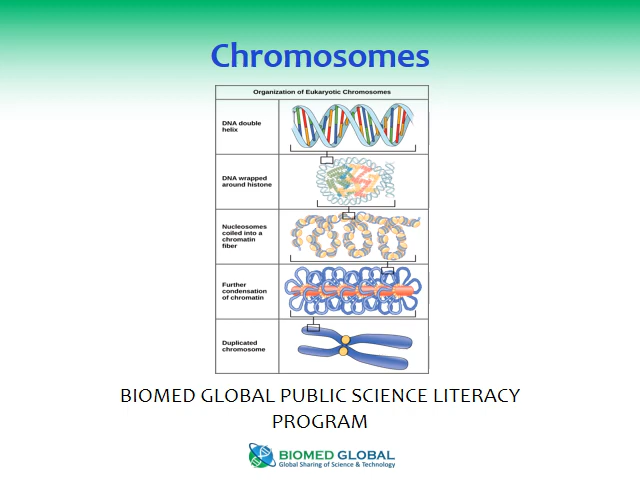 Chromosomes
Organization of Eukaryotic Chromosomes
DNA double
helix
DNA wrapped
around histone
Nucleosomes
coiled into a
chromatin
fiber
Further
condensation
of chromatin
Duplicated
chromosome
BIOMED GLOBAL PUBLIC SCIENCE LITERACY
PROGRAM
BIOMED GLOBAL
Global Sharing of Science & Technology